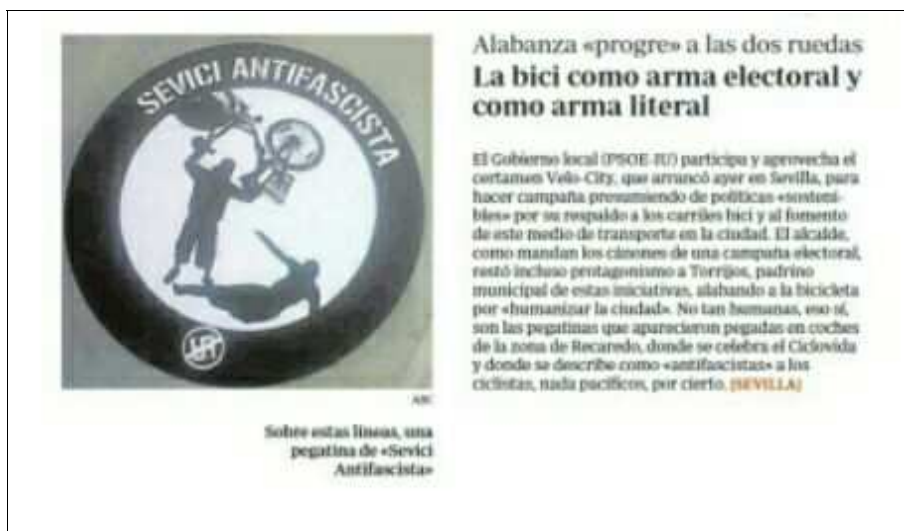 SEVICI ANTIFASCISTA
ABC
Sobre estas líneas, una
pegatina de «Sevici
Antifascista»
Alabanza «progre» a las dos ruedas
La bici como arma electoral y
como arma literal
El Gobierno local (PSOE-IU) participa y aprovecha el
certamen Velo-City, que arrancó ayer en Sevilla, para
hacer campaña presumiendo de políticas «sosteni-
bles» por su respaldo a los carriles bici y al fomento
de este medio de transporte en la ciudad. El alcalde,
como mandan los cánones de una campaña electoral,
restó incluso protagonismo a Torrijos, padrino
municipal de estas iniciativas, alabando a la bicicleta
por «humanizar la ciudad». No tan humanas, eso sí,
son las pegatinas que aparecieron pegadas en coches
de la zona de Recaredo, donde se celebra el Ciclovida
y donde se describe como «antifascistas» a los
ciclistas, nada pacíficos, por cierto. [SEVILLA]